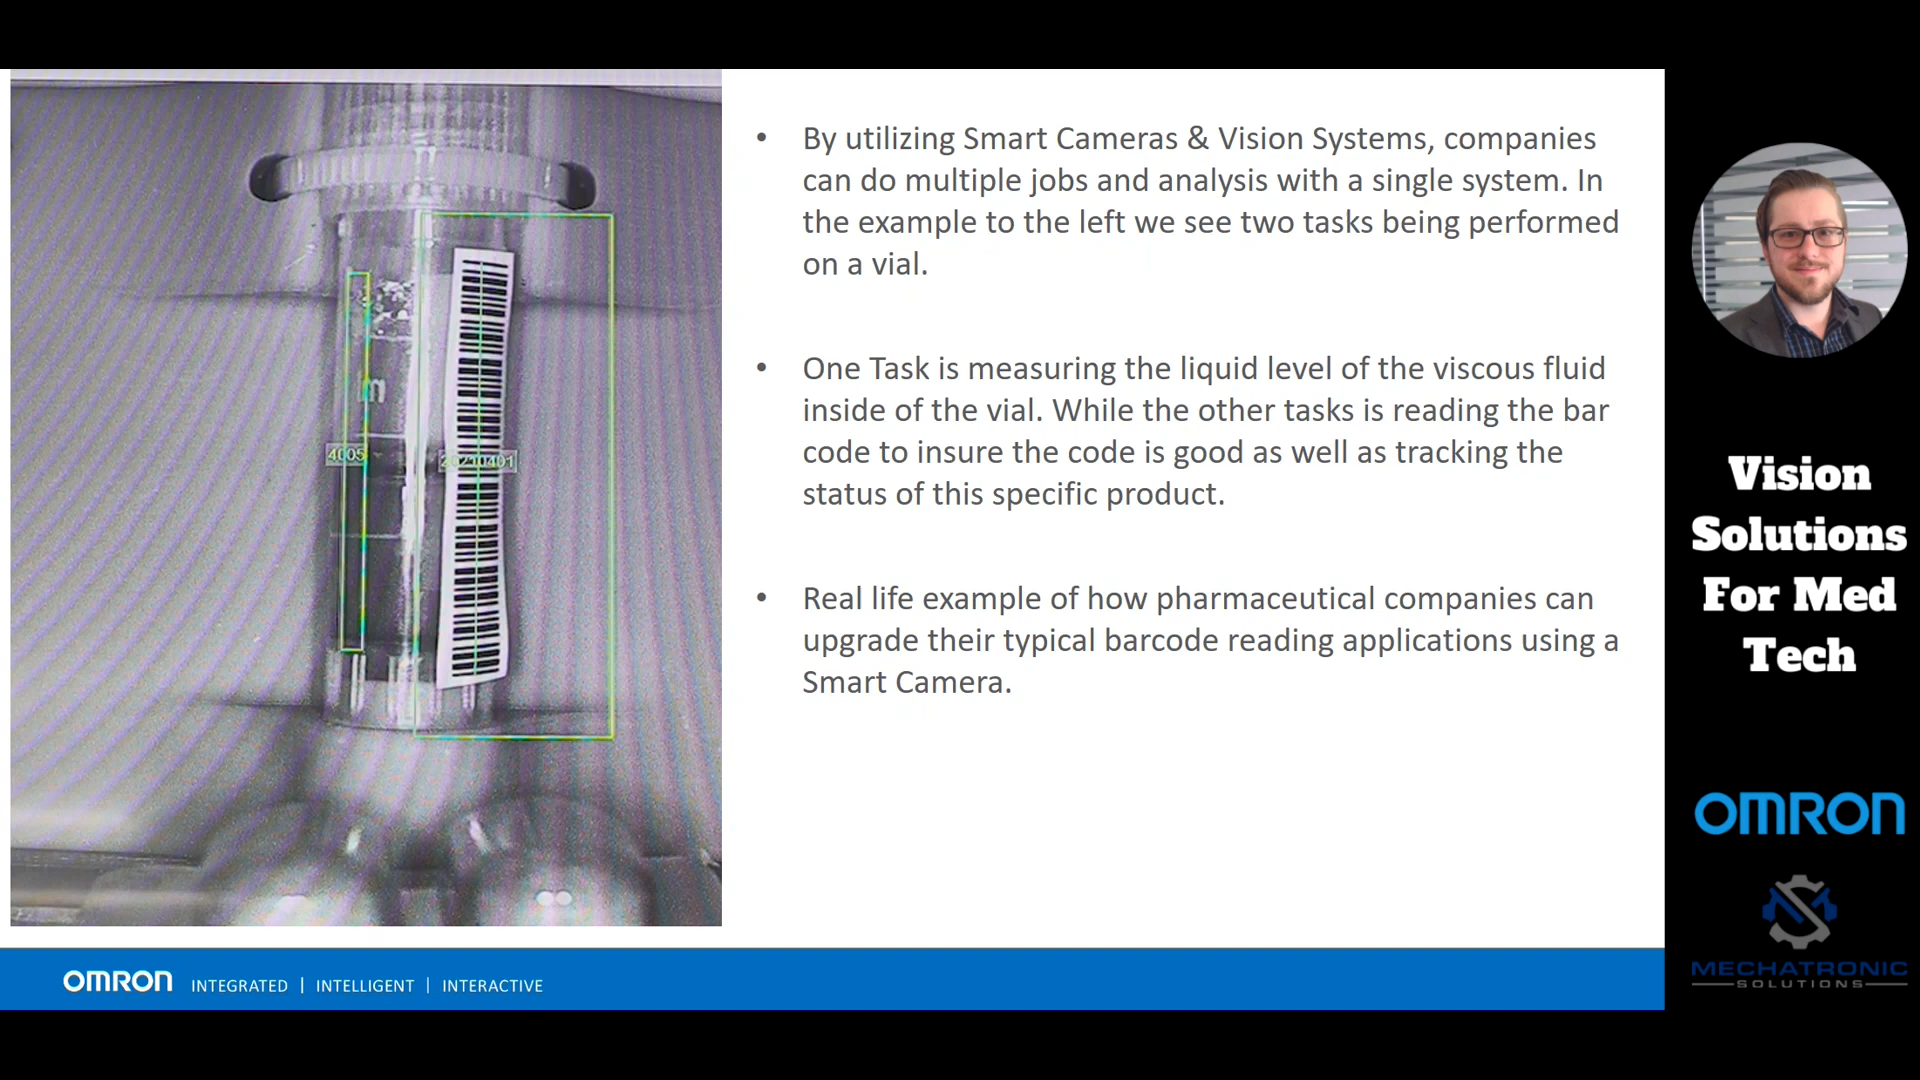 • By utilizing Smart Cameras & Vision Systems, companies
can do multiple jobs and analysis with a single system. In
the example to the left we see two tasks being performed
on a vial.
• One Task is measuring the liquid level of the viscous fluid
inside of the vial. While the other tasks is reading the bar
code to insure the code is good as well as tracking the
status of this specific product.
• Real life example of how pharmaceutical companies can
upgrade their typical barcode reading applications using a
Smart Camera.
4005
20210401
m
Vision
Solutions
For Med
Tech
OMRON
MECHATRONIC
SOLUTIONS
OMRON INTEGRATED | INTELLIGENT | INTERACTIVE